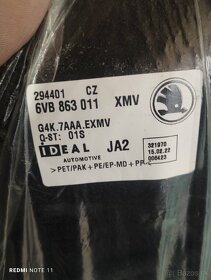 294401 CZ
6VB 863 011 XMV
G4K.7AAA.EXMV
Q-ST: 01S
IDEAL JA2
AUTOMOTIVE
321970
15.02.22
006423
>PET/PAK+PE/EP-MD+PP
REDMI NOTE 11